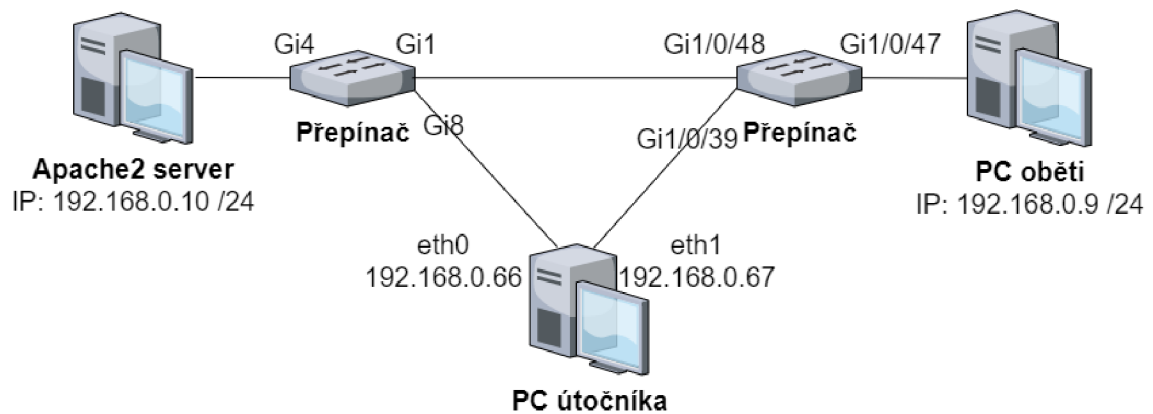 Gi4
Gi1
Gi1/0/48
Gi1/0/47
Přepínač
Gi8
Gi1/0/39
Přepínač
Apache2 server
IP: 192.168.0.10 /24
PC oběti
IP: 192.168.0.9 /24
eth0
192.168.0.66
eth1
192.168.0.67
PC útočníka